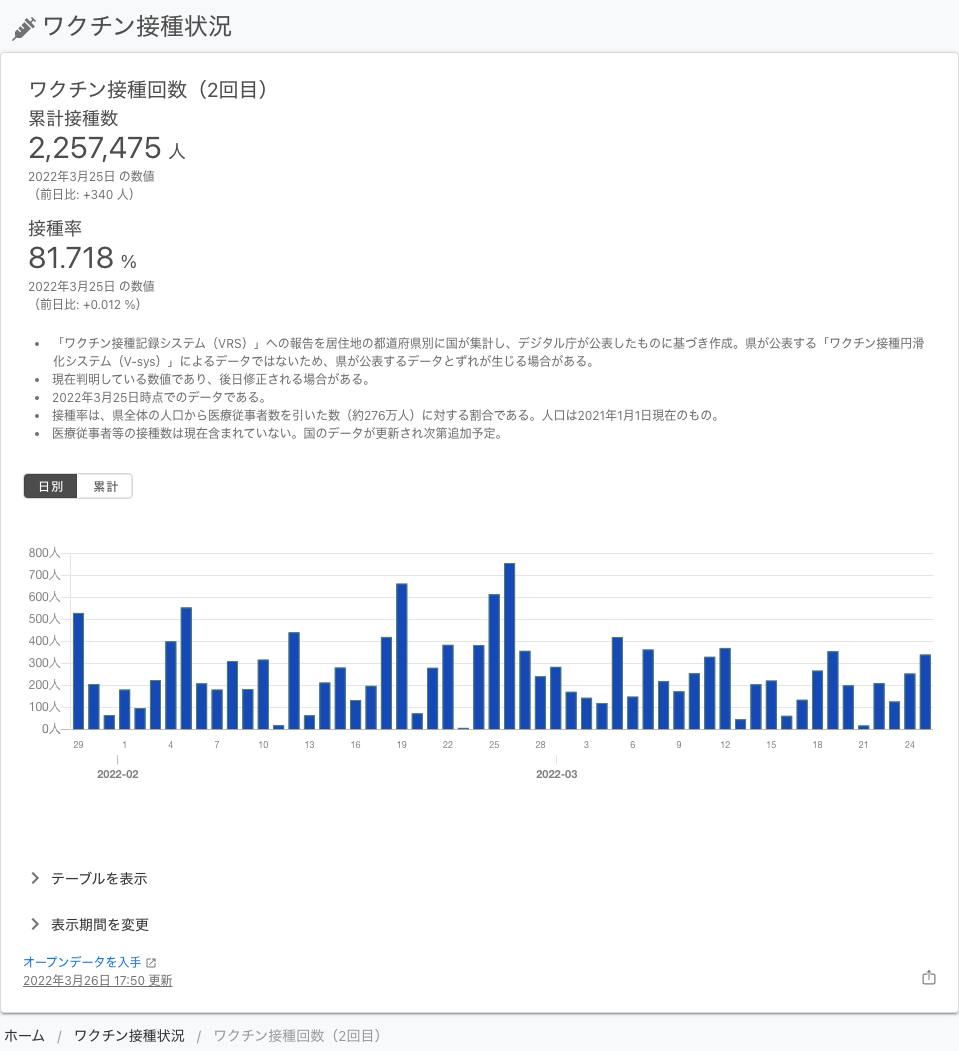 ワクチン接種状況
ワクチン接種回数（2回目）
累計接種数
2,257,475 人
2022年3月25日 の数値
（前日比: +340 人）
接種率
81.718 %
2022年3月25日 の数値
（前日比: +0.012 %）
• 「ワクチン接種記録システム（VRS）」への報告を居住地の都道府県別に国が集計し、デジタル庁が公表したものに基づき作成。県が公表する「ワクチン接種円滑
化システム（V-sys）」によるデータではないため、県が公表するデータとずれが生じる場合がある。
• 現在判明している数値であり、後日修正される場合がある。
• 2022年3月25日時点でのデータである。
• 接種率は、県全体の人口から医療従事者数を引いた数（約276万人）に対する割合である。人口は2021年1月1日現在のもの。
• 医療従事者等の接種数は現在含まれていない。国のデータが更新され次第追加予定。
日別 累計
800人
700人
600人
500人
400人
300人
200人
100人
0人
29 1 4 7 10 13 16 19 22 25 28 3 6 9 12 15 18 21 24
2022-02 2022-03
テーブルを表示
表示期間を変更
オープンデータを入手
2022年3月26日 17:50 更新
ホーム / ワクチン接種状況 / ワクチン接種回数（2回目）